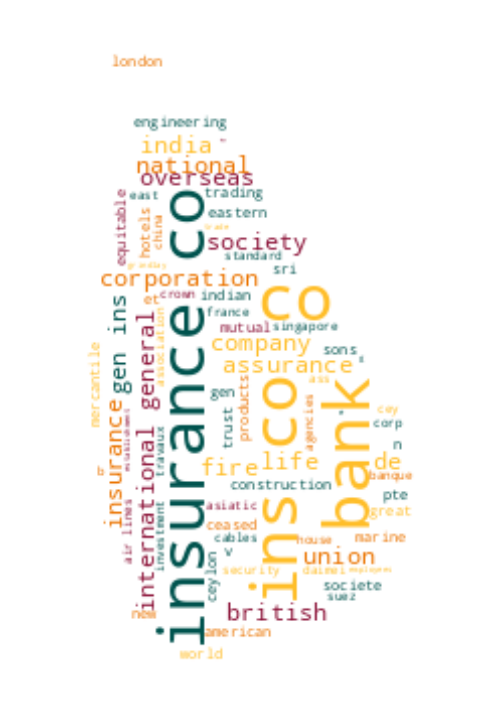 london
engineering
india
national
overseas
east
trading
equitable
hotels
china
eastern
insurance co
society
standard
sri
corporation
et
crown
indian
co
gen ins
france
association
general
mutual
singapore
company
sons
mercantile
assurance
ass
gen
products
ins co
bank
cey
insurance
trust
agencies
corp
n
international
travaux
fire
life
de
banque
air lines
investment
construction
pte
asiatic
great
ceased
cables
house
marine
v
union
ceylon
security
daimei
societe
suez
new
british
american
world